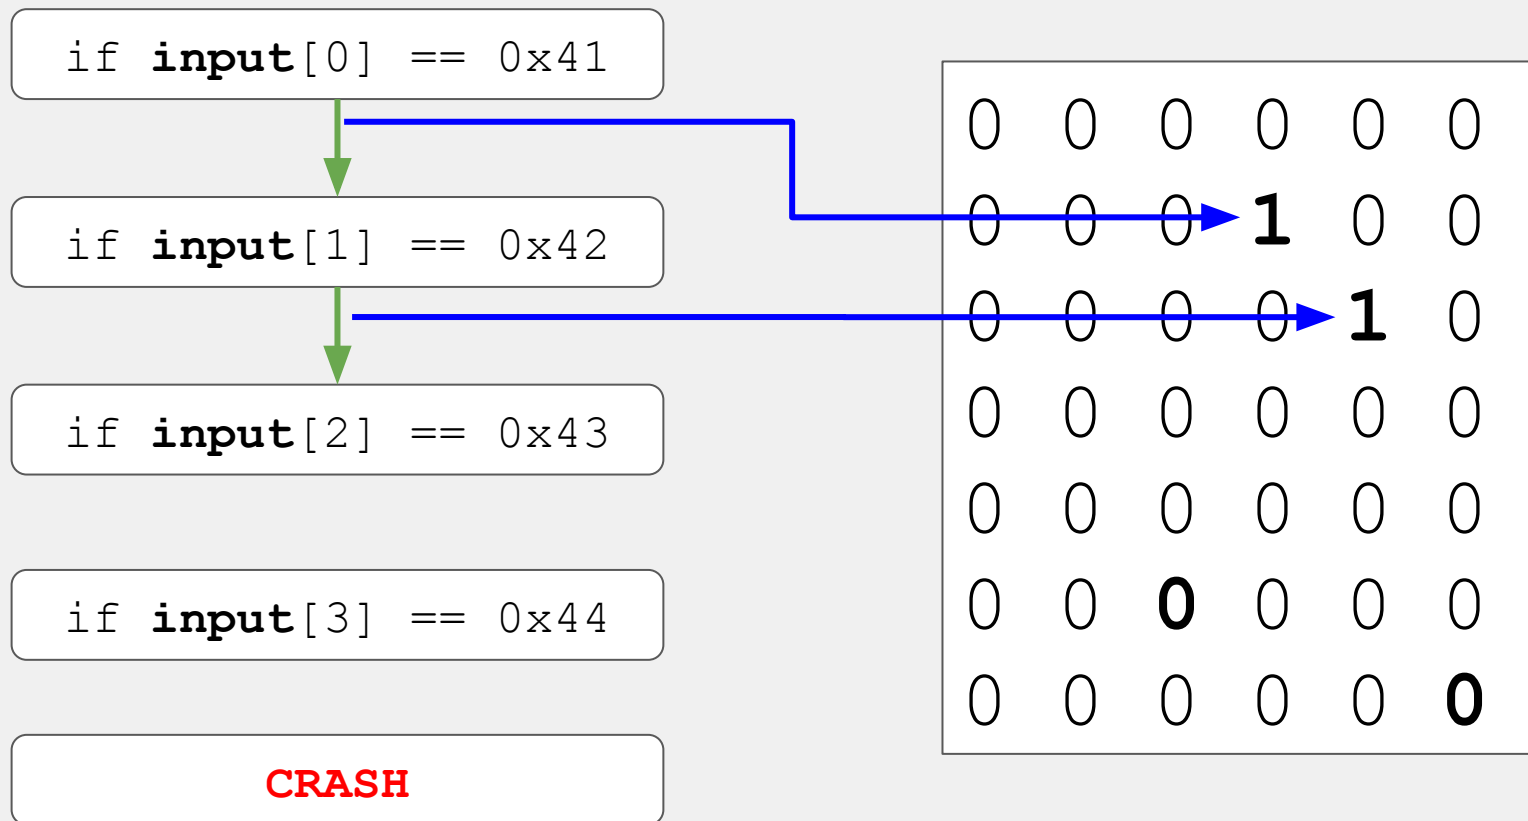 if input[0] == 0x41
if input[1] == 0x42
if input[2] == 0x43
if input[3] == 0x44
CRASH
0 0 0 0 0 0
0 0 0 1 0 0
0 0 0 0 1 0
0 0 0 0 0 0
0 0 0 0 0 0
0 0 0 0 0 0
0 0 0 0 0 0